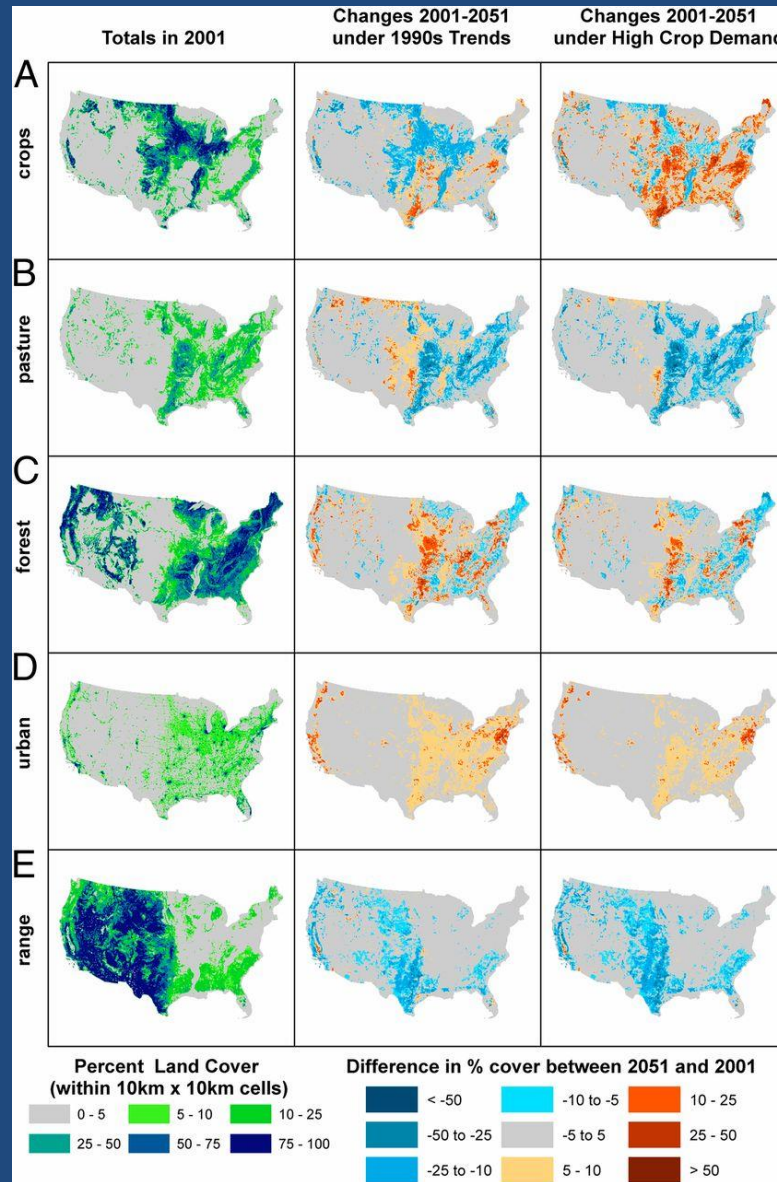 Totals in 2001
Changes 2001-2051
under 1990s Trends
Changes 2001-2051
under High Crop Deman
A
crops
B
pasture
C
forest
D
urban
E
range
Percent Land Cover
(within 10km x 10km cells)
0 - 5
5 - 10
10 - 25
25 - 50
50 - 75
75 - 100
Difference in % cover between 2051 and 2001
< -50
-10 to -5
10 - 25
-50 to -25
-5 to 5
25 - 50
-25 to -10
5 - 10
> 50